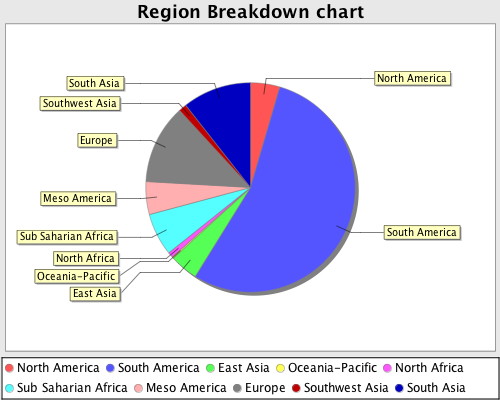 Region Breakdown chart
South Asia
North America
Southwest Asia
Europe
Meso America
South America
Sub Saharian Africa
North Africa
Oceania-Pacific
East Asia
North America South America East Asia Oceania-Pacific North Africa
Sub Saharian Africa Meso America Europe Southwest Asia South Asia